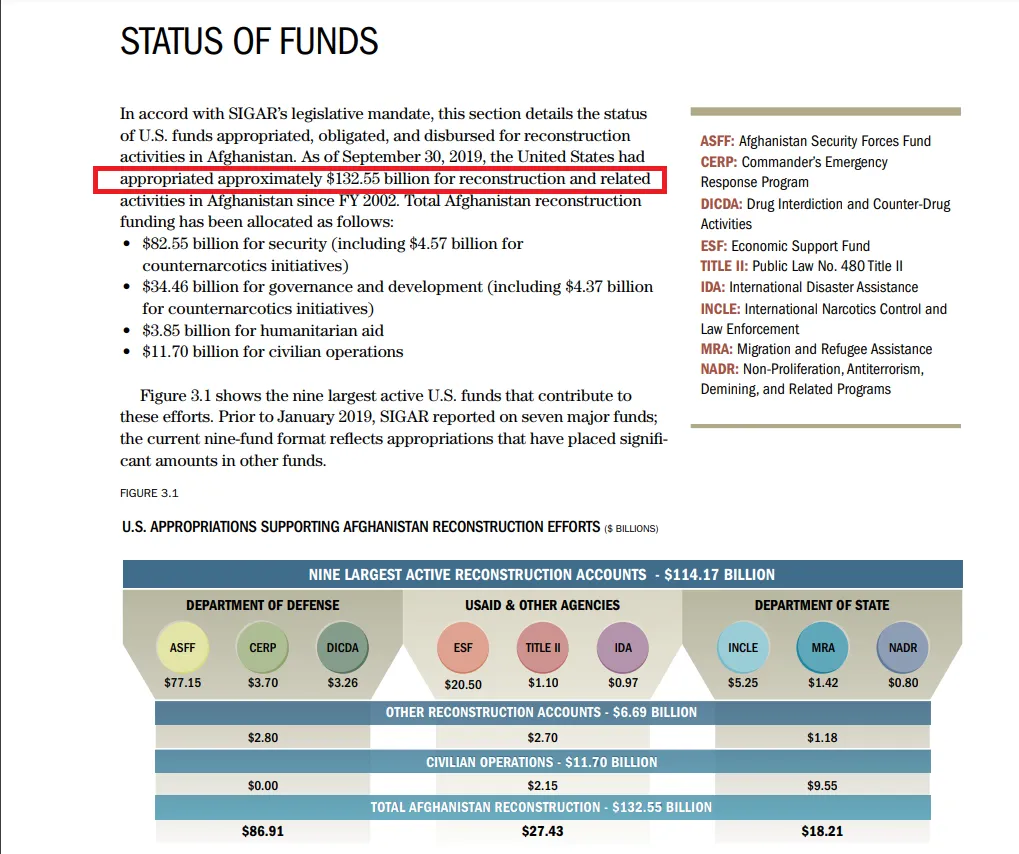 STATUS OF FUNDS
In accord with SIGAR's legislative mandate, this section details the status
of U.S. funds appropriated, obligated, and disbursed for reconstruction
activities in Afghanistan. As of September 30, 2019, the United States had
appropriated approximately $132.55 billion for reconstruction and related
activities in Afghanistan since FY 2002. Total Afghanistan reconstruction
funding has been allocated as follows:
• $82.55 billion for security (including $4.57 billion for
counternarcotics initiatives)
• $34.46 billion for governance and development (including $4.37 billion
for counternarcotics initiatives)
• $3.85 billion for humanitarian aid
• $11.70 billion for civilian operations
Figure 3.1 shows the nine largest active U.S. funds that contribute to
these efforts. Prior to January 2019, SIGAR reported on seven major funds;
the current nine-fund format reflects appropriations that have placed signifi-
cant amounts in other funds.
ASFF: Afghanistan Security Forces Fund
CERP: Commander's Emergency
Response Program
DICDA: Drug Interdiction and Counter-Drug
Activities
ESF: Economic Support Fund
TITLE II: Public Law No. 480 Title II
IDA: International Disaster Assistance
INCLE: International Narcotics Control and
Law Enforcement
MRA: Migration and Refugee Assistance
NADR: Non-Proliferation, Antiterrorism,
Demining, and Related Programs
FIGURE 3.1
U.S. APPROPRIATIONS SUPPORTING AFGHANISTAN RECONSTRUCTION EFFORTS ($ BILLIONS)
NINE LARGEST ACTIVE RECONSTRUCTION ACCOUNTS - $114.17 BILLION
DEPARTMENT OF DEFENSE USAID & OTHER AGENCIES DEPARTMENT OF STATE
ASFF CERP DICDA ESF TITLE II IDA INCLE MRA NADR
$77.15 $3.70 $3.26 $20.50 $1.10 $0.97 $5.25 $1.42 $0.80
OTHER RECONSTRUCTION ACCOUNTS - $6.69 BILLION
$2.80 $2.70 $1.18
CIVILIAN OPERATIONS - $11.70 BILLION
$0.00 $2.15 $9.55
TOTAL AFGHANISTAN RECONSTRUCTION - $132.55 BILLION
$86.91 $27.43 $18.21